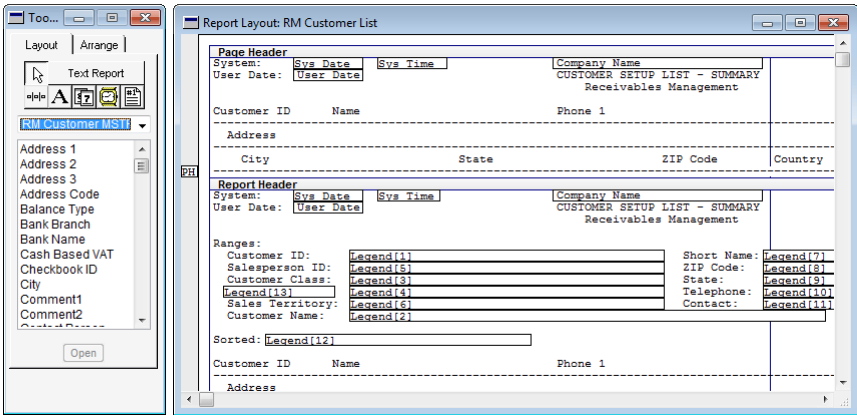 Too...
Layout Arrange
Text Report
RM Customer MSTR
Address 1
Address 2
Address 3
Address Code
Balance Type
Bank Branch
Bank Name
Cash Based VAT
Checkbook ID
City
Comment1
Comment2
Contact Person
Open
Report Layout: RM Customer List
Page Header
System: Sys Date Sys Time Company Name
User Date: User Date CUSTOMER SETUP LIST - SUMMARY
Receivables Management
Customer ID Name Phone 1
Address
City State ZIP Code Country
PH
Report Header
System: Sys Date Sys Time Company Name
User Date: User Date CUSTOMER SETUP LIST - SUMMARY
Receivables Management
Ranges:
Customer ID: Legend[1] Short Name: Legend[7]
Salesperson ID: Legend[5] ZIP Code: Legend[8]
Customer Class: Legend[3] State: Legend[9]
Legend[13] Legend[4] Telephone: Legend[10]
Sales Territory: Legend[6] Contact: Legend[11]
Customer Name: Legend[2]
Sorted: Legend[12]
Customer ID Name Phone 1
Address